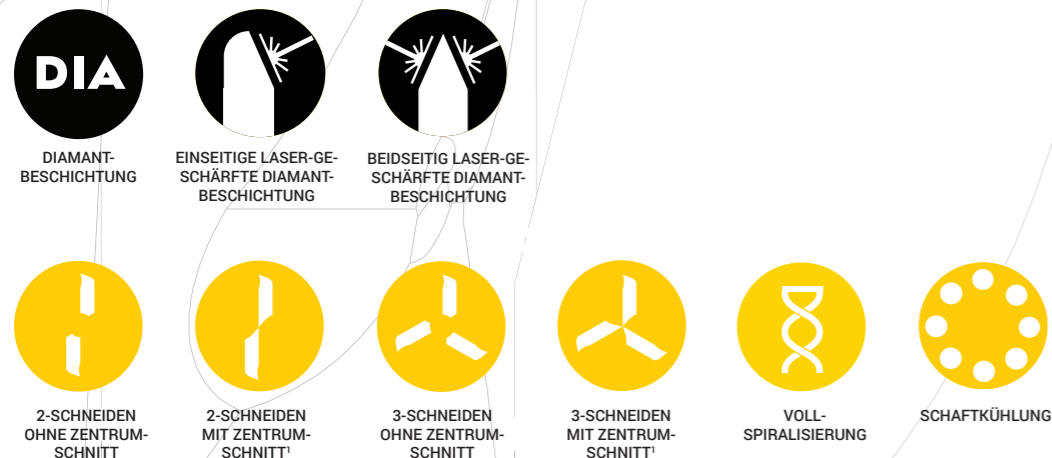 DIA
DIAMANT-
BESCHICHTUNG
EINSEITIGE LASER-GE-
SCHÄRFTE DIAMANT-
BESCHICHTUNG
BEIDSEITIG LASER-GE-
SCHÄRFTE DIAMANT-
BESCHICHTUNG
2-SCHNEIDEN
OHNE ZENTRUM-
SCHNITT
2-SCHNEIDEN
MIT ZENTRUM-
SCHNITT¹
3-SCHNEIDEN
OHNE ZENTRUM-
SCHNITT
3-SCHNEIDEN
MIT ZENTRUM-
SCHNITT¹
VOLL-
SPIRALISIERUNG
SCHAFTKÜHLUNG